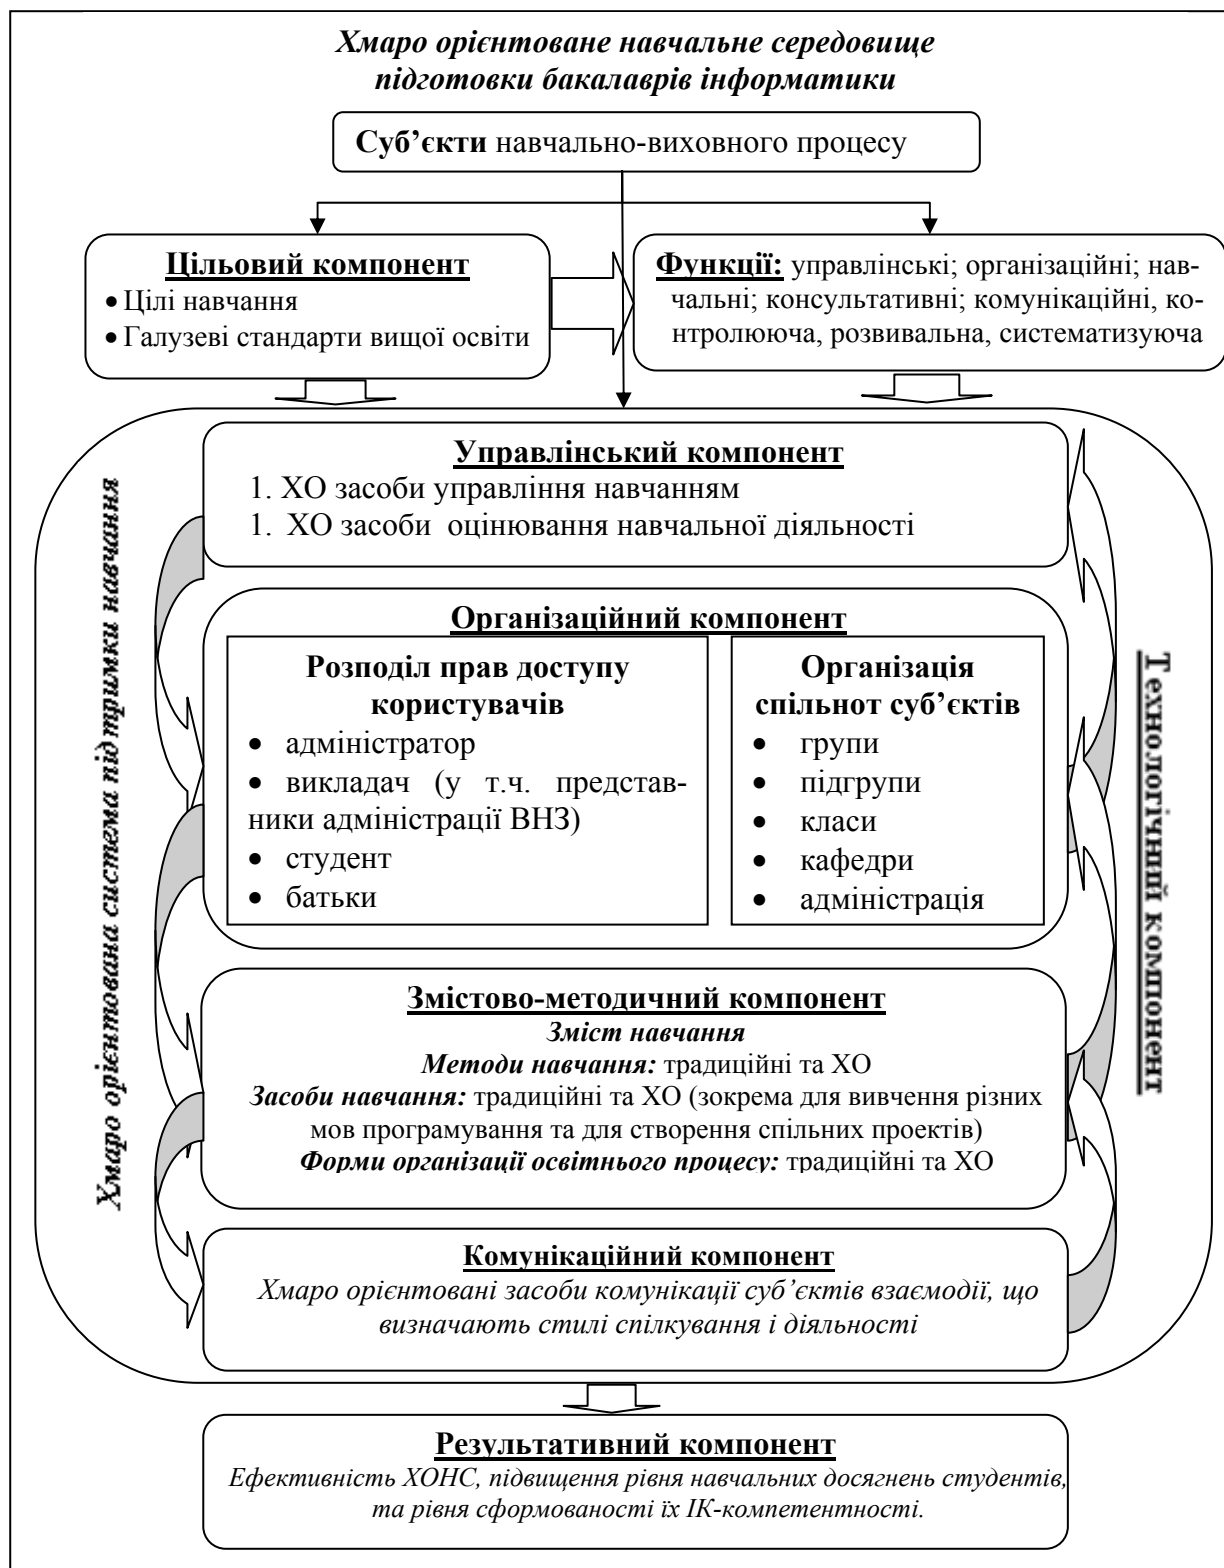 Хмаро орієнтоване навчальне середовище
підготовки бакалаврів інформатики
Суб’єкти навчально-виховного процесу
Цільовий компонент
• Цілі навчання
• Галузеві стандарти вищої освіти
Функції: управлінські; організаційні; нав-
чальні; консультативні; комунікаційні, ко-
нтролююча, розвивальна, систематизуюча
Хмаро орієнтована система підтримки навчання
Управлінський компонент
1. ХО засоби управління навчанням
1. ХО засоби оцінювання навчальної діяльності
Організаційний компонент
Розподіл прав доступу
користувачів
• адміністратор
• викладач (у т.ч. представ-
ники адміністрації ВНЗ)
• студент
• батьки
Організація
спільнот суб’єктів
• групи
• підгрупи
• класи
• кафедри
• адміністрація
Технологічний компонент
Змістово-методичний компонент
Зміст навчання
Методи навчання: традиційні та ХО
Засоби навчання: традиційні та ХО (зокрема для вивчення різних
мов програмування та для створення спільних проектів)
Форми організації освітнього процесу: традиційні та ХО
Комунікаційний компонент
Хмаро орієнтовані засоби комунікації суб’єктів взаємодії, що
визначають стилі спілкування і діяльності
Результативний компонент
Ефективність ХОНС, підвищення рівня навчальних досягнень студентів,
та рівня сформованості їх ІК-компетентності.